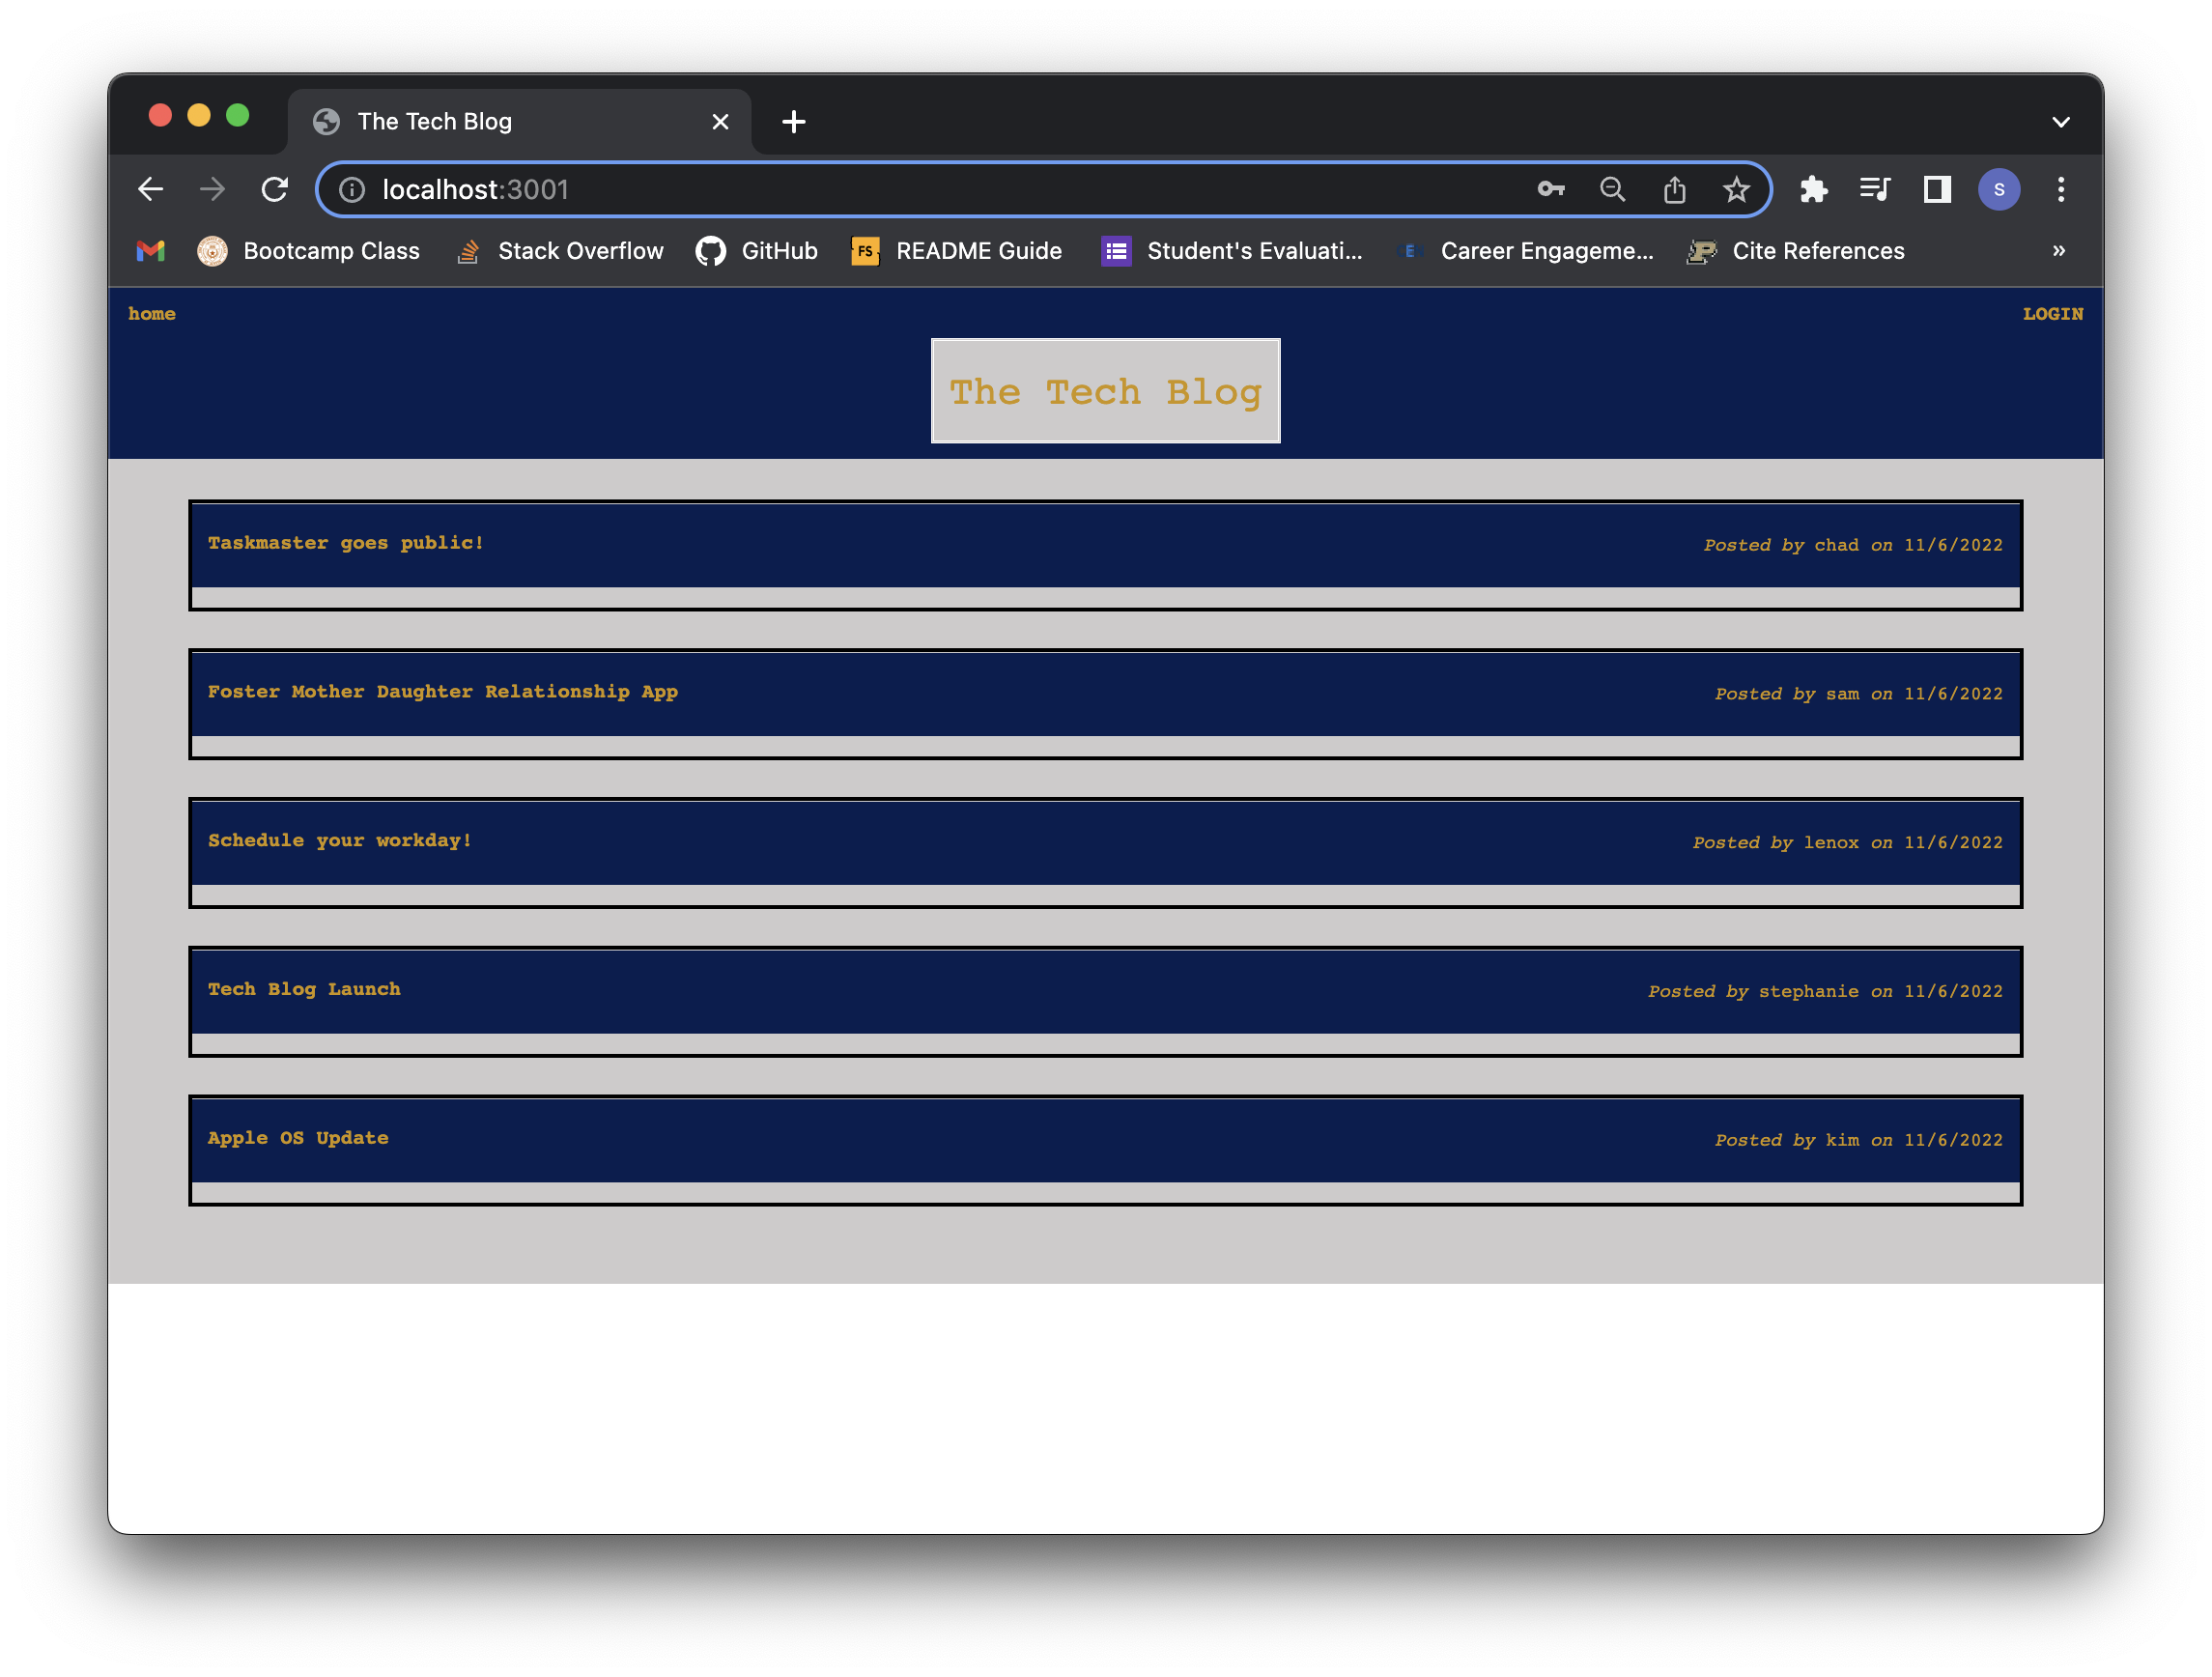 The Tech Blog
localhost:3001
S
Bootcamp Class Stack Overflow FS README Guide GitHub Student's Evaluati... E Career Engageme... P Cite References »
home LOGIN
The Tech Blog
Taskmaster goes public! Posted by chad on 11/6/2022
Foster Mother Daughter Relationship App Posted by sam on 11/6/2022
Schedule your workday! Posted by lenox on 11/6/2022
Tech Blog Launch Posted by stephanie on 11/6/2022
Apple OS Update Posted by kim on 11/6/2022